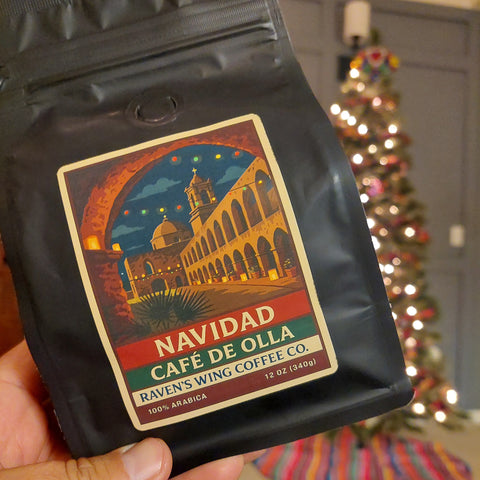 NAVIDAD
CAFÉ DE OLLA
RAVEN'S WING COFFEE CO.
100% ARABICA 12 OZ (340g)